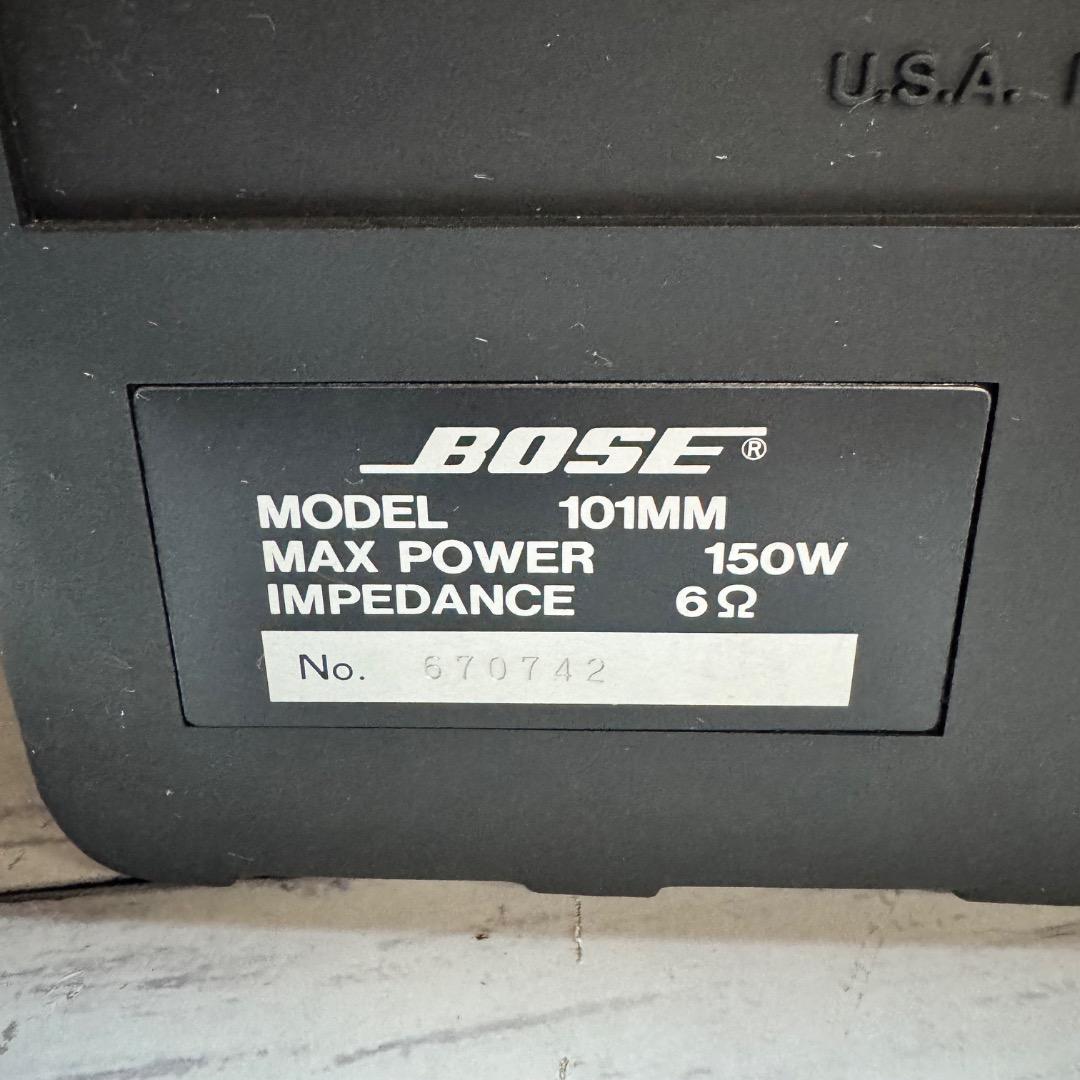 U.S.A.
BOSE®
MODEL 101MM
MAX POWER 150W
IMPEDANCE 6Ω
No. 670742